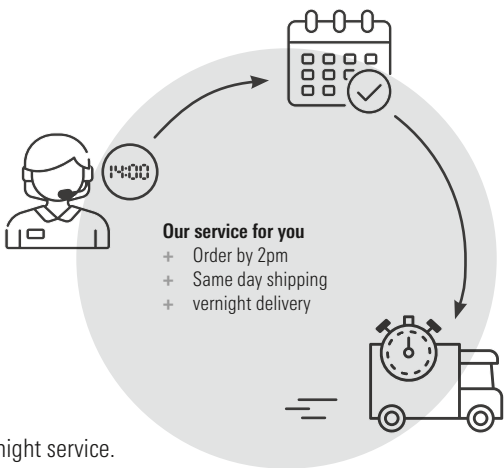 14:00
Our service for you
+ Order by 2pm
+ Same day shipping
+ vernight delivery
night service.